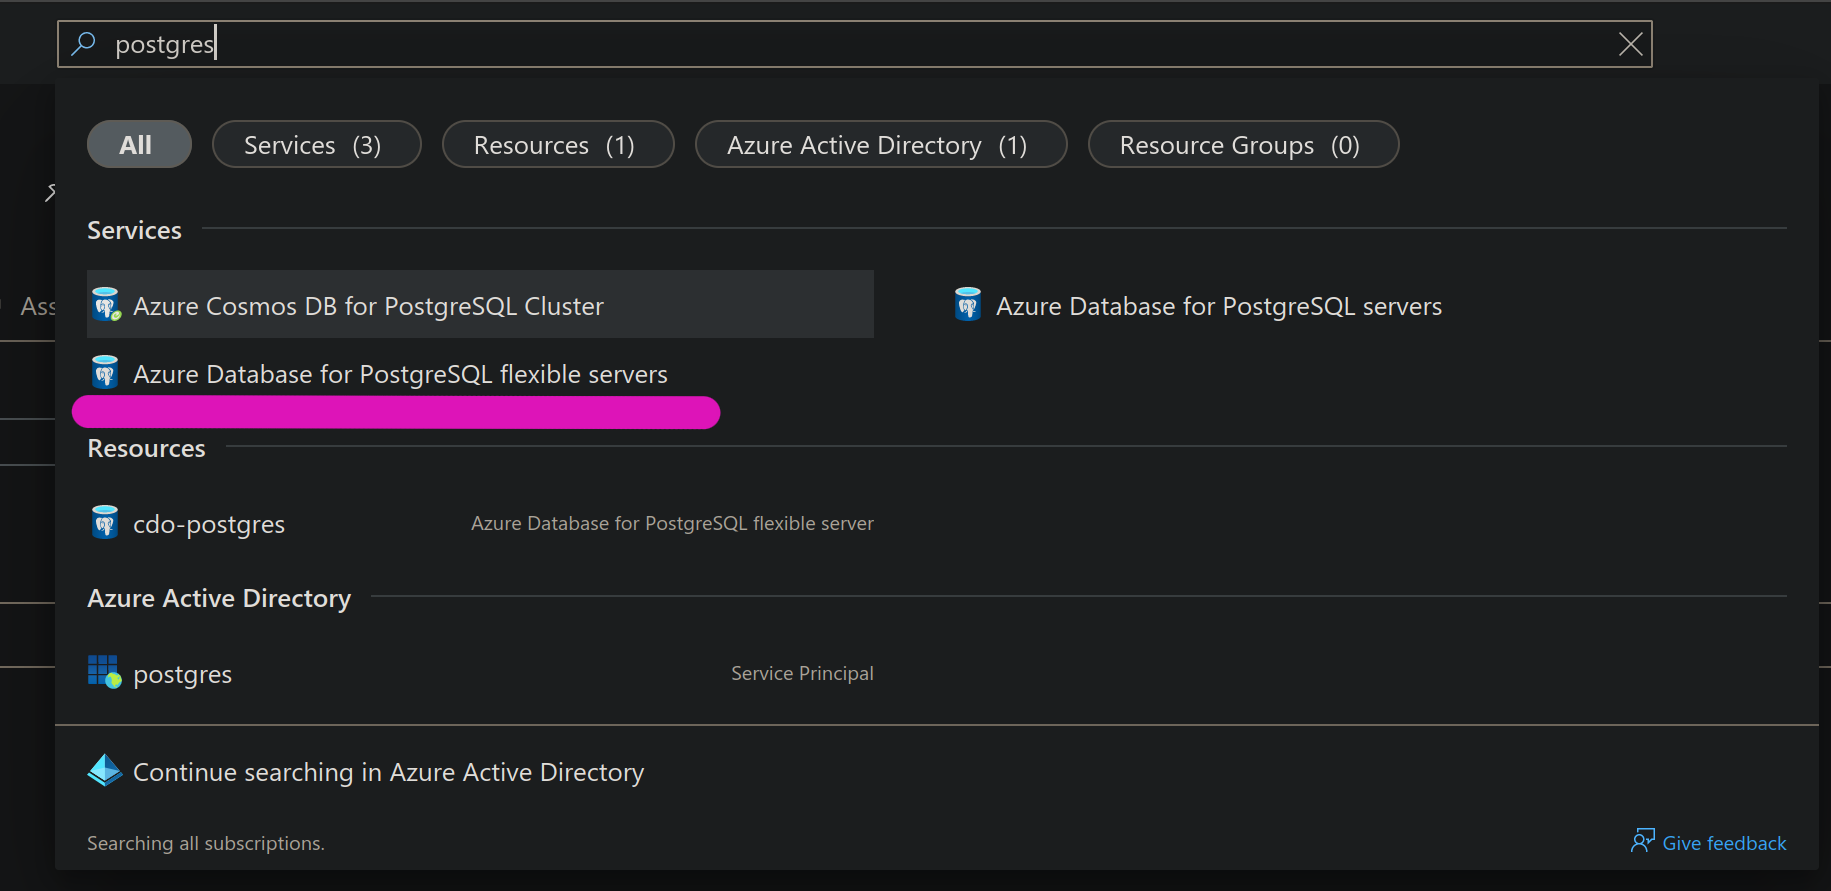 postgres
All Services (3) Resources (1) Azure Active Directory (1) Resource Groups (0)
Services
Azure Cosmos DB for PostgreSQL Cluster
Azure Database for PostgreSQL servers
Ass
Azure Database for PostgreSQL flexible servers
Resources
cdo-postgres Azure Database for PostgreSQL flexible server
Azure Active Directory
postgres Service Principal
Continue searching in Azure Active Directory
Searching all subscriptions.
Give feedback